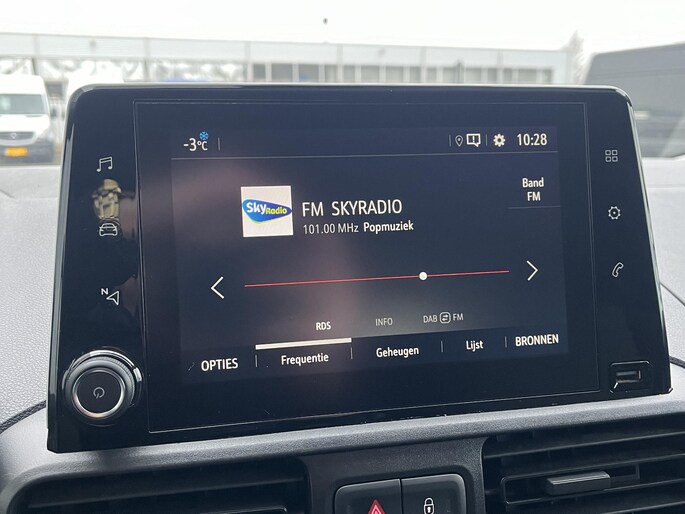 -3°C
10:28
Band
FM
Sky Radio
FM SKYRADIO
101.00 MHz Popmuziek
N
RDS INFO DAB FM
OPTIES Frequentie Geheugen Lijst BRONNEN